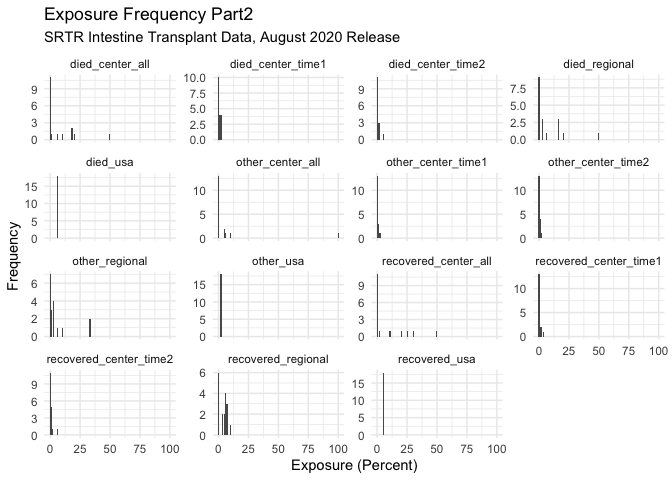 Exposure Frequency Part2
SRTR Intestine Transplant Data, August 2020 Release
died_center_all
died_center_time1
died_center_time2
died_regional
9
6
3
0
10.0
7.5
5.0
2.5
0.0
9
6
3
0
7.5
5.0
2.5
0.0
died_usa
other_center_all
other_center_time1
other_center_time2
15
10
5
0
10
5
0
10
5
0
10
5
0
other_regional
other_usa
recovered_center_all
recovered_center_time1
6
4
2
0
15
10
5
0
9
6
3
0
10
5
0
0 25 50 75 100
recovered_center_time2
recovered_regional
recovered_usa
9
6
3
0
6
4
2
0
15
10
5
0
0 25 50 75 100
0 25 50 75 100
0 25 50 75 100
Exposure (Percent)
Frequency